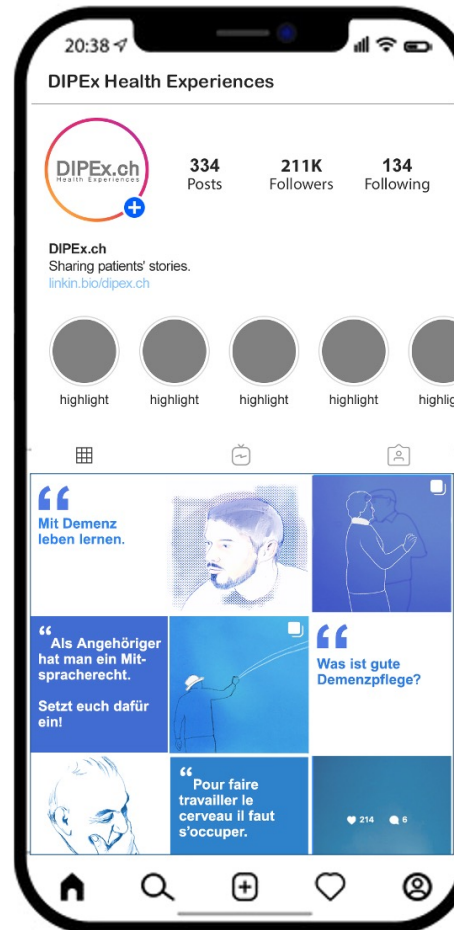 20:38
DIPEx Health Experiences
DIPEx.ch
Health Experiences
334
Posts
211K
Followers
134
Following
DIPEx.ch
Sharing patients' stories.
linkin.bio/dipex.ch
highlight
highlight
highlight
highlight
highlig
“
Mit Demenz
leben lernen.
“
Als Angehöriger
hat man ein Mit-
spracherecht.
Setzt euch dafür
ein!
“
Was ist gute
Demenzpflege?
“
Pour faire
travailler le
cerveau il faut
s'occuper.
214
6